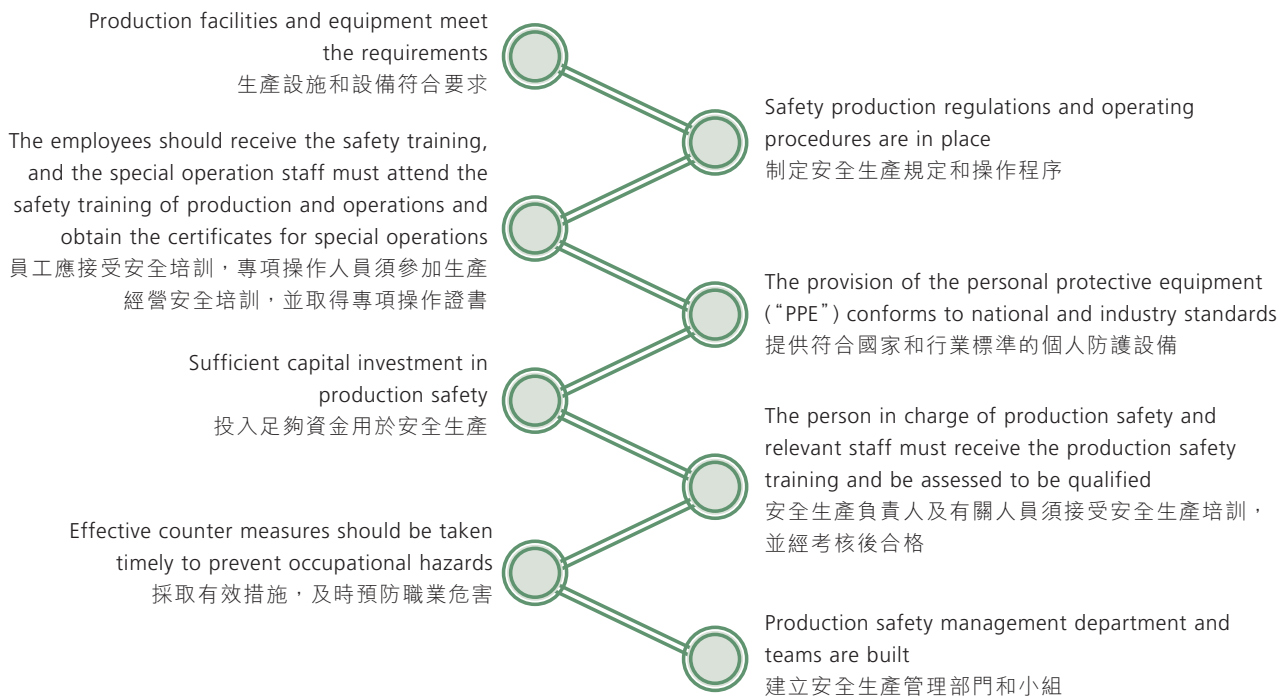 Production facilities and equipment meet
the requirements
生產設施和設備符合要求
Safety production regulations and operating
procedures are in place
制定安全生產規定和操作程序
The employees should receive the safety training,
and the special operation staff must attend the
safety training of production and operations and
obtain the certificates for special operations
員工應接受安全培訓，專項操作人員須參加生產
經營安全培訓，並取得專項操作證書
The provision of the personal protective equipment
(“PPE”) conforms to national and industry standards
提供符合國家和行業標準的個人防護設備
Sufficient capital investment in
production safety
投入足夠資金用於安全生產
The person in charge of production safety and
relevant staff must receive the production safety
training and be assessed to be qualified
安全生產負責人及有關人員須接受安全生產培訓，
並經考核後合格
Effective counter measures should be taken
timely to prevent occupational hazards
採取有效措施，及時預防職業危害
Production safety management department and
teams are built
建立安全生產管理部門和小組